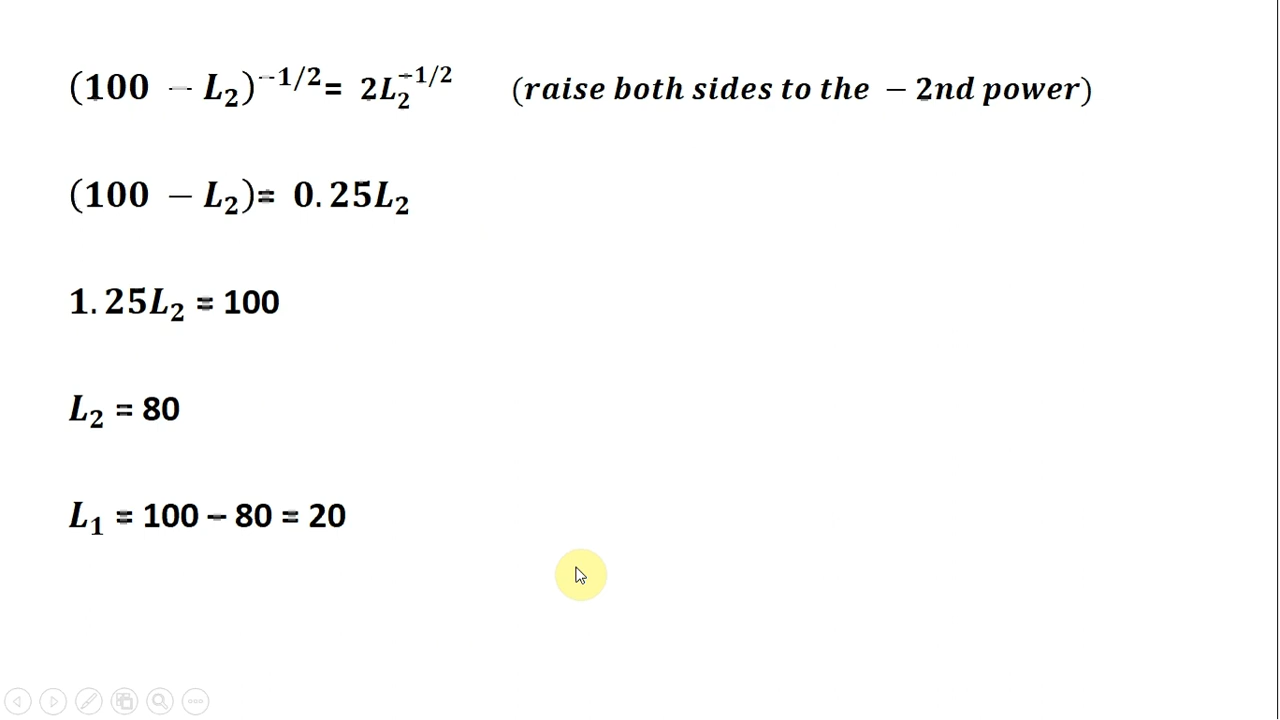 (100 − L₂)⁻¹/² = 2L₂⁻¹/² (raise both sides to the − 2nd power)
(100 − L₂) = 0.25L₂
1.25L₂ = 100
L₂ = 80
L₁ = 100 – 80 = 20